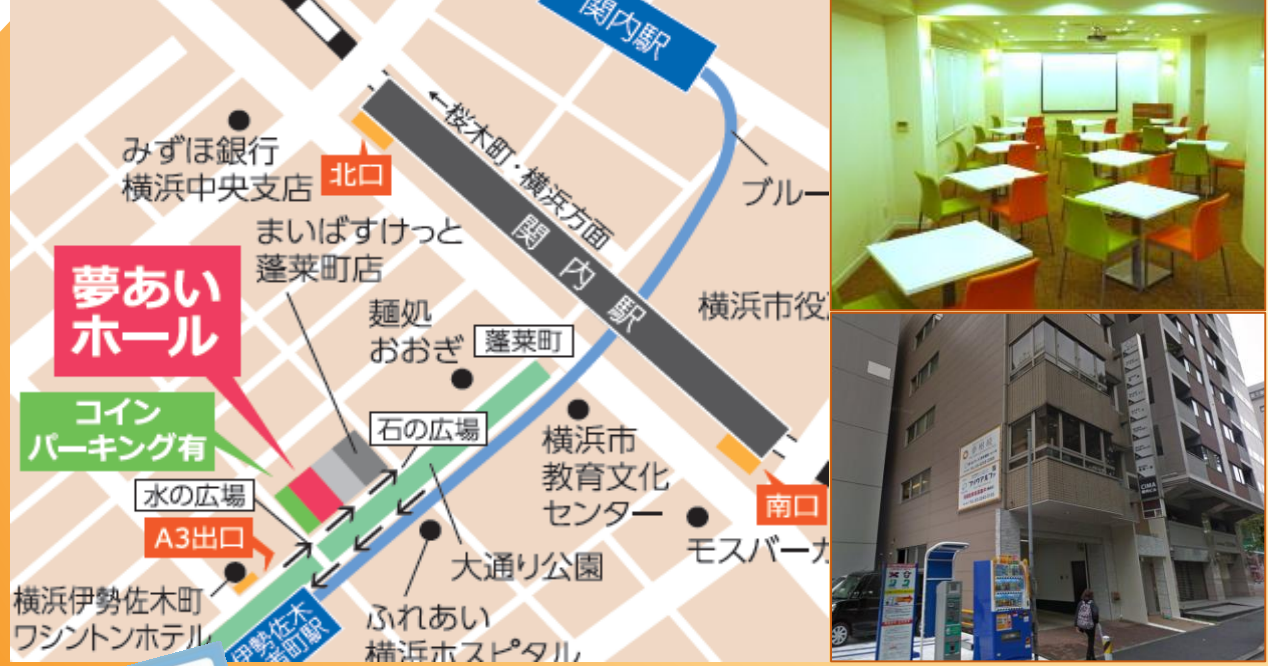 関内駅
←桜木町・横浜方面
みずほ銀行
横浜中央支店
北口
ブルー
まいばすけっと
蓬莱町店
関内駅
夢あい
ホール
麺処
おおぎ
蓬莱町
横浜市役
コイン
パーキング有
石の広場
横浜市
教育文化
センター
水の広場
南口
A3出口
モスバーガ
大通り公園
横浜伊勢佐木町
ワシントンホテル
伊勢佐木
ふれあい
横浜ホスピタル